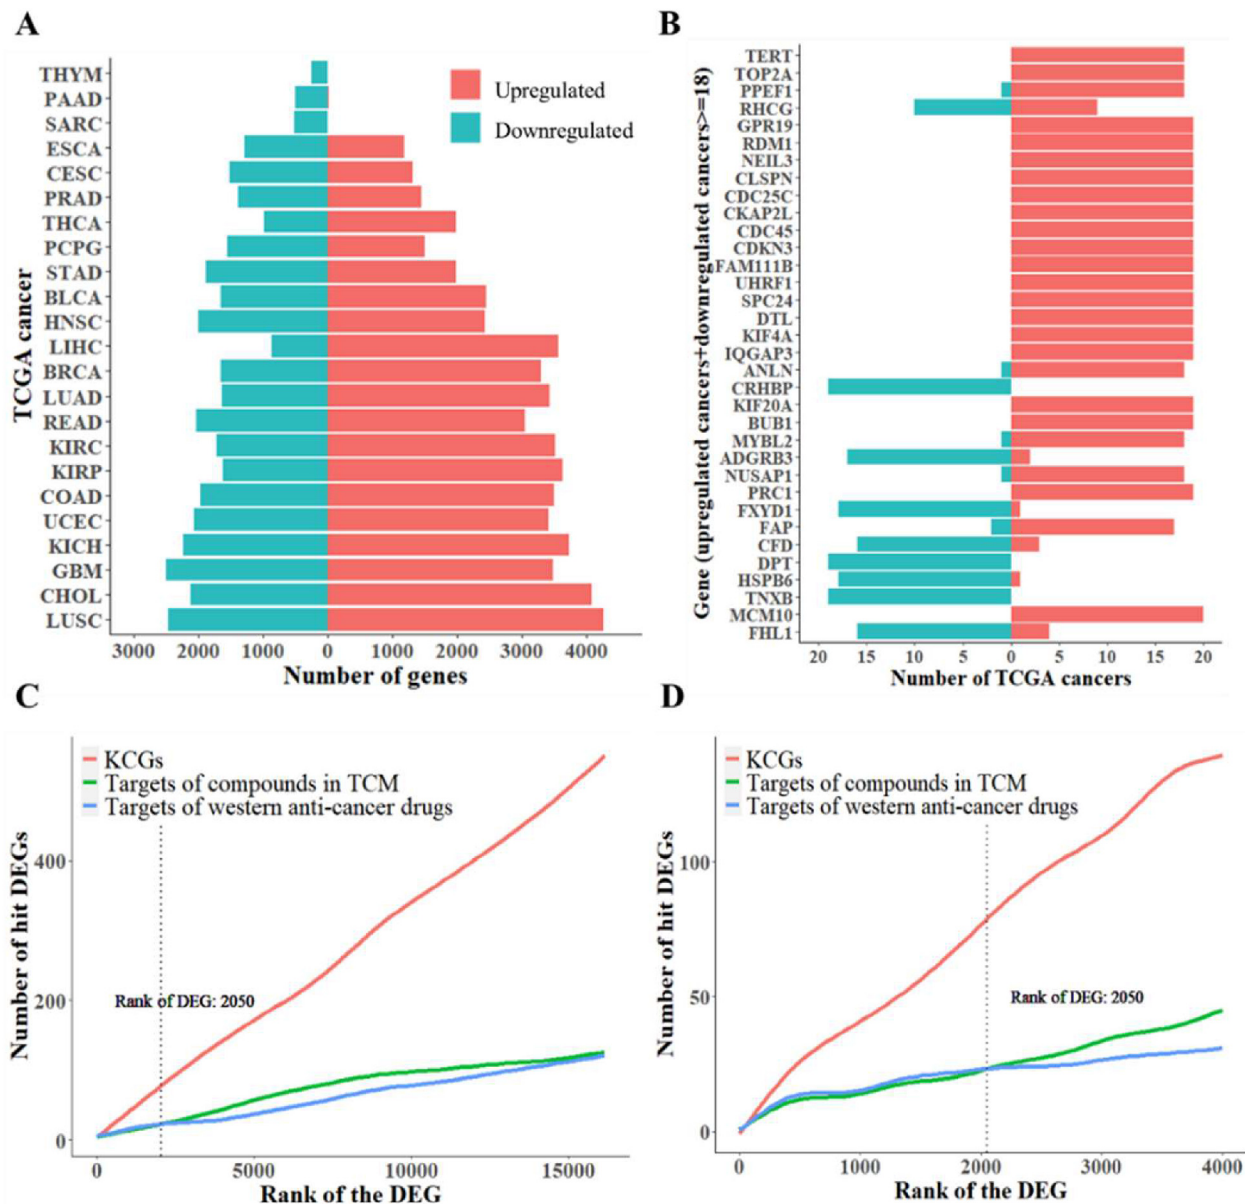 A
THYM
PAAD
SARC
ESCA
CESC
PRAD
THCA
PCPG
STAD
BLCA
HNSC
LIHC
BRCA
LUAD
READ
KIRC
KIRP
COAD
UCEC
KICH
GBM
CHOL
LUSC
TCGA cancer
Upregulated
Downregulated
3000 2000 1000 0 1000 2000 3000 4000
Number of genes
B
TERT
TOP2A
PPEF1
RHCG
GPR19
RDM1
NEIL3
CLSPN
CDC25C
CKAP2L
CDC45
CDKN3
FAM111B
UHRF1
SPC24
DTL
KIF4A
IQGAP3
ANLN
CRHBP
KIF20A
BUB1
MYBL2
ADGRB3
NUSAP1
PRC1
FXYD1
FAP
CFD
DPT
HSPB6
TNXB
MCM10
FHL1
Gene (upregulated cancers+downregulated cancers>=18)
20 15 10 5 0 5 10 15 20
Number of TCGA cancers
C
KCGs
Targets of compounds in TCM
Targets of western anti-cancer drugs
Number of hit DEGs
400
200
0
Rank of DEG: 2050
0 5000 10000 15000
Rank of the DEG
D
KCGs
Targets of compounds in TCM
Targets of western anti-cancer drugs
Number of hit DEGs
100
50
0
Rank of DEG: 2050
0 1000 2000 3000 4000
Rank of the DEG